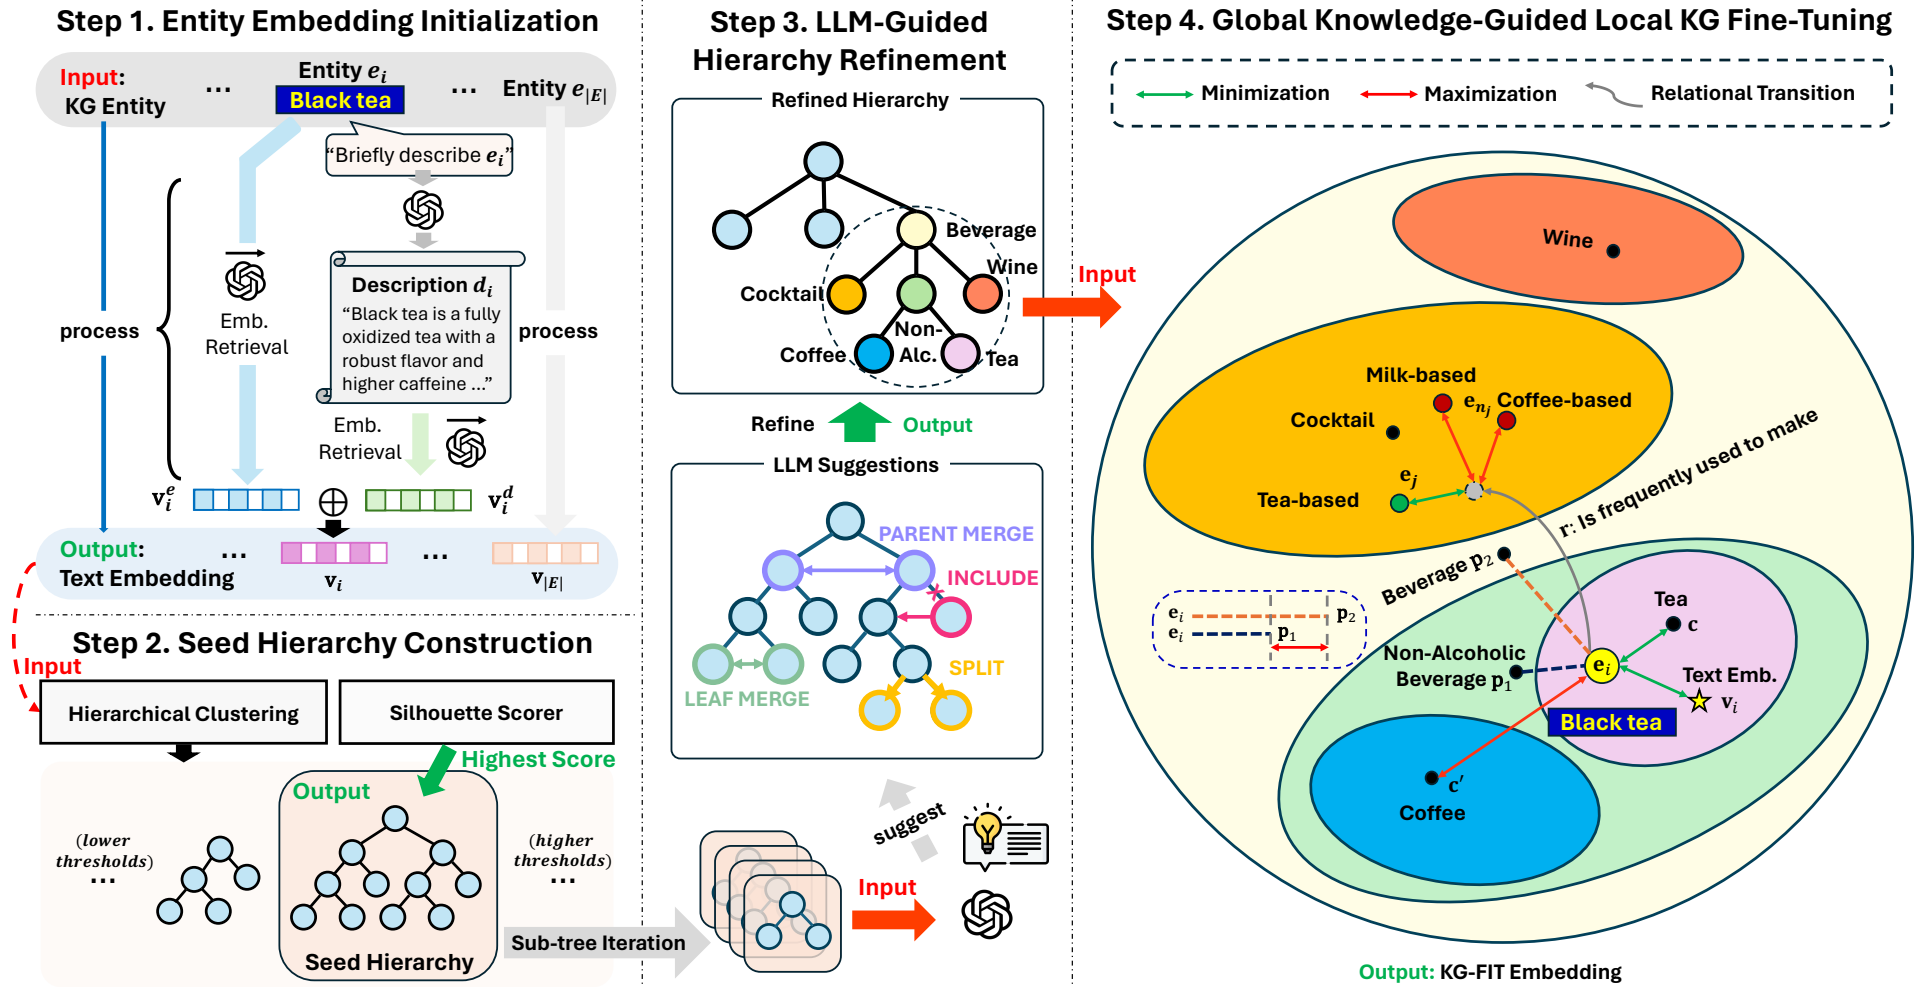 Step 1. Entity Embedding Initialization
Input:
KG Entity
...
Entity e_i
Black tea
...
Entity e_|E|
"Briefly describe e_i"
process
Emb.
Retrieval
Description d_i
"Black tea is a fully
oxidized tea with a
robust flavor and
higher caffeine ..."
process
Emb.
Retrieval
v_i^e
⊕
v_i^d
Output:
Text Embedding
...
v_i
...
v_|E|
Step 2. Seed Hierarchy Construction
Input
Hierarchical Clustering
Silhouette Scorer
Highest Score
Output
(lower
thresholds)
...
(higher
thresholds)
...
Seed Hierarchy
Sub-tree Iteration
Step 3. LLM-Guided
Hierarchy Refinement
Refined Hierarchy
Beverage
Wine
Cocktail
Non-
Alc.
Coffee
Tea
Refine
Output
LLM Suggestions
PARENT MERGE
INCLUDE
SPLIT
LEAF MERGE
suggest
Input
Input
Step 4. Global Knowledge-Guided Local KG Fine-Tuning
Minimization
Maximization
Relational Transition
Wine
Milk-based
e_n_j
Coffee-based
Cocktail
e_j
Tea-based
r: Is frequently used to make
Beverage p_2
e_i
p_2
e_i
p_1
Tea
c
Non-Alcoholic
Beverage p_1
e_i
Text Emb.
v_i
Black tea
c′
Coffee
Output: KG-FIT Embedding